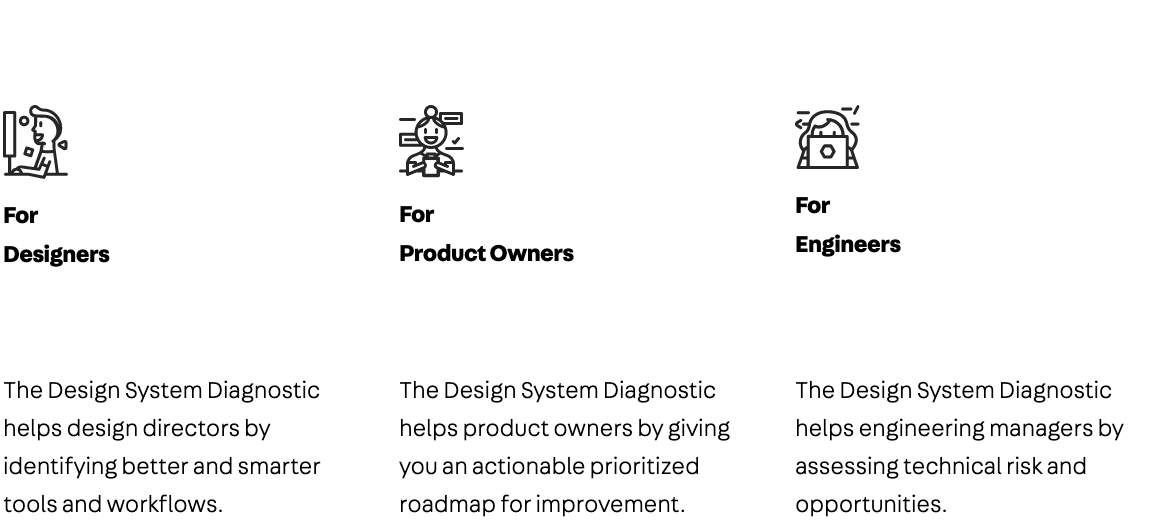 For
Designers
The Design System Diagnostic
helps design directors by
identifying better and smarter
tools and workflows.
For
Product Owners
The Design System Diagnostic
helps product owners by giving
you an actionable prioritized
roadmap for improvement.
For
Engineers
The Design System Diagnostic
helps engineering managers by
assessing technical risk and
opportunities.